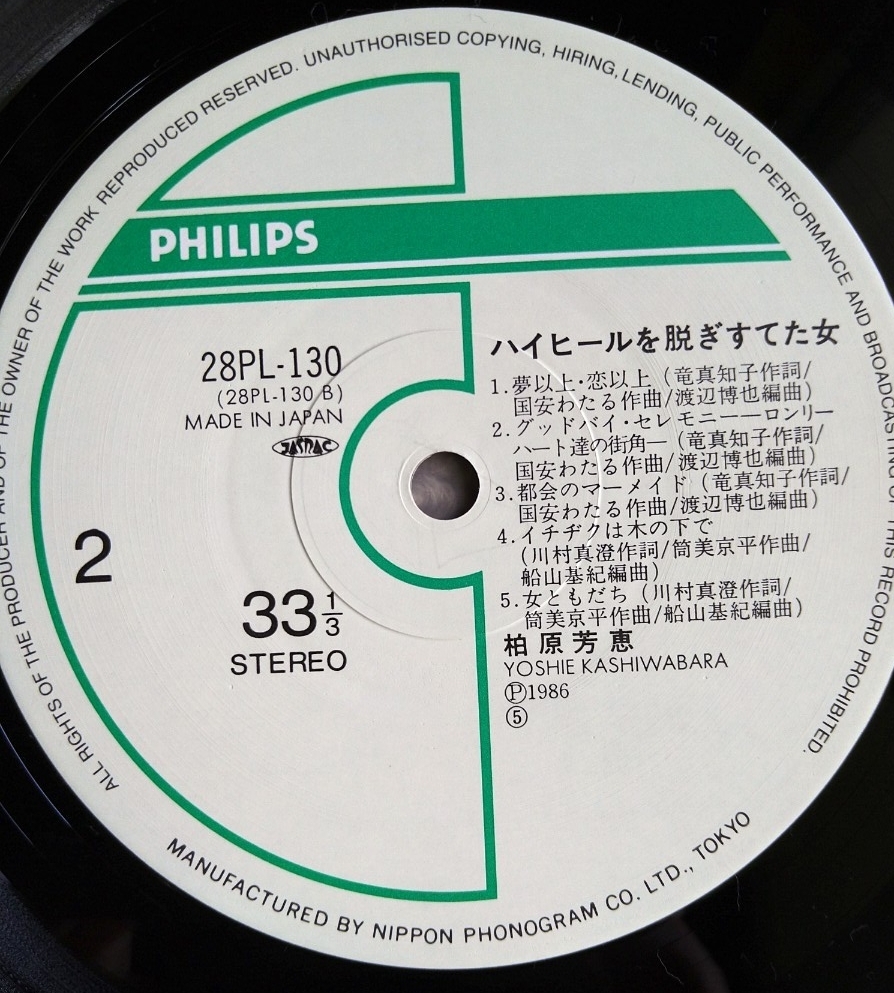 ALL RIGHTS OF THE PRODUCER AND OF THE OWNER OF THE WORK REPRODUCED RESERVED. UNAUTHORISED COPYING, HIRING, LENDING, PUBLIC PERFORMANCE AND BROADCASTING OF THIS RECORD PROHIBITED.
PHILIPS
28PL-130
(28PL-130 B)
MADE IN JAPAN
JASRAC
2
33 1/3
STEREO
ハイヒールを脱ぎすてた女
1.夢以上・恋以上（竜真知子作詞/
国安わたる作曲/渡辺博也編曲)
2.グッドバイ・セレモニー―ロンリー
ハート達の街角―（竜真知子作詞/
国安わたる作曲/渡辺博也編曲)
3.都会のマーメイド（竜真知子作詞/
国安わたる作曲/渡辺博也編曲)
4.イチヂクは木の下で
(川村真澄作詞/筒美京平作曲/
船山基紀編曲)
5.女ともだち（川村真澄作詞/
筒美京平作曲/船山基紀編曲)
柏原芳恵
YOSHIE KASHIWABARA
Ⓟ1986
⑤
MANUFACTURED BY NIPPON PHONOGRAM CO. LTD., TOKYO